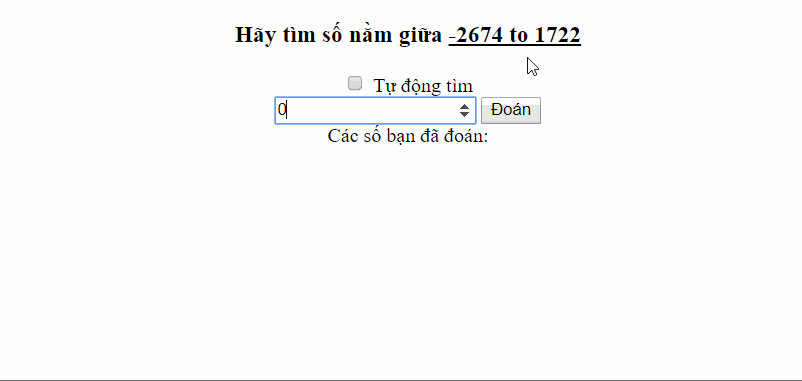 Hãy tìm số nằm giữa -2674 to 1722
Tự động tìm
0 Đoán
Các số bạn đã đoán: